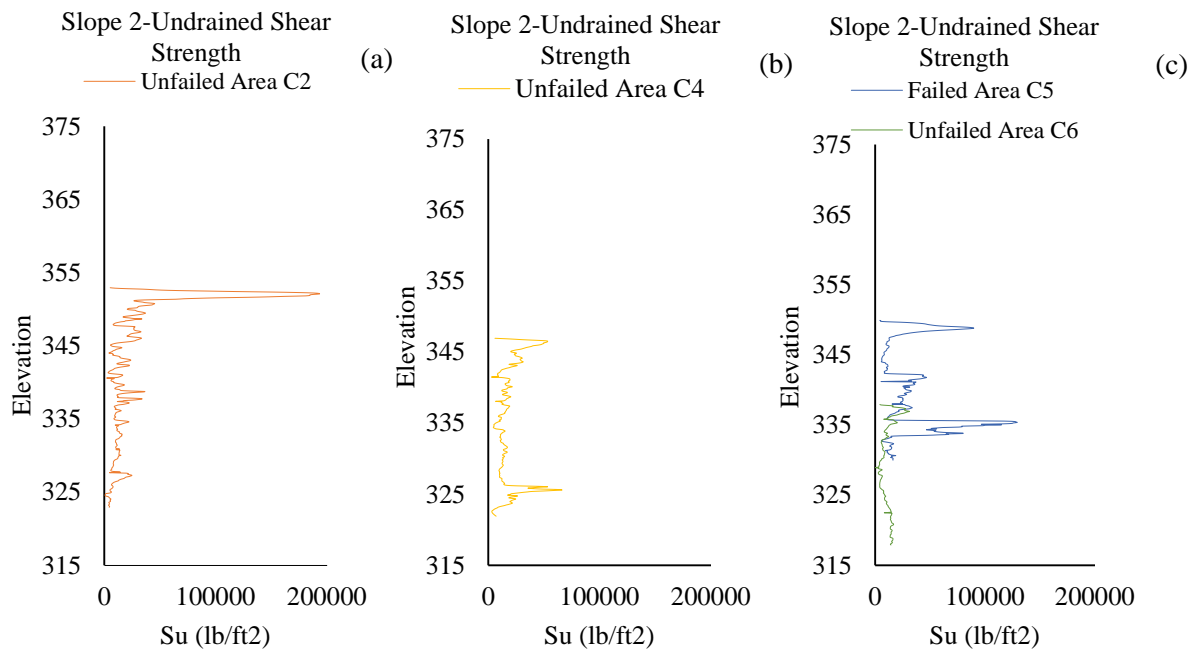 Slope 2-Undrained Shear
Strength
(a)
Unfailed Area C2
375
365
355
345
335
325
315
Elevation
0
100000
200000
Su (lb/ft2)
Slope 2-Undrained Shear
Strength
(b)
Unfailed Area C4
375
365
355
345
335
325
315
Elevation
0
100000
200000
Su (lb/ft2)
Slope 2-Undrained Shear
Strength
(c)
Failed Area C5
Unfailed Area C6
375
365
355
345
335
325
315
Elevation
0
100000
200000
Su (lb/ft2)